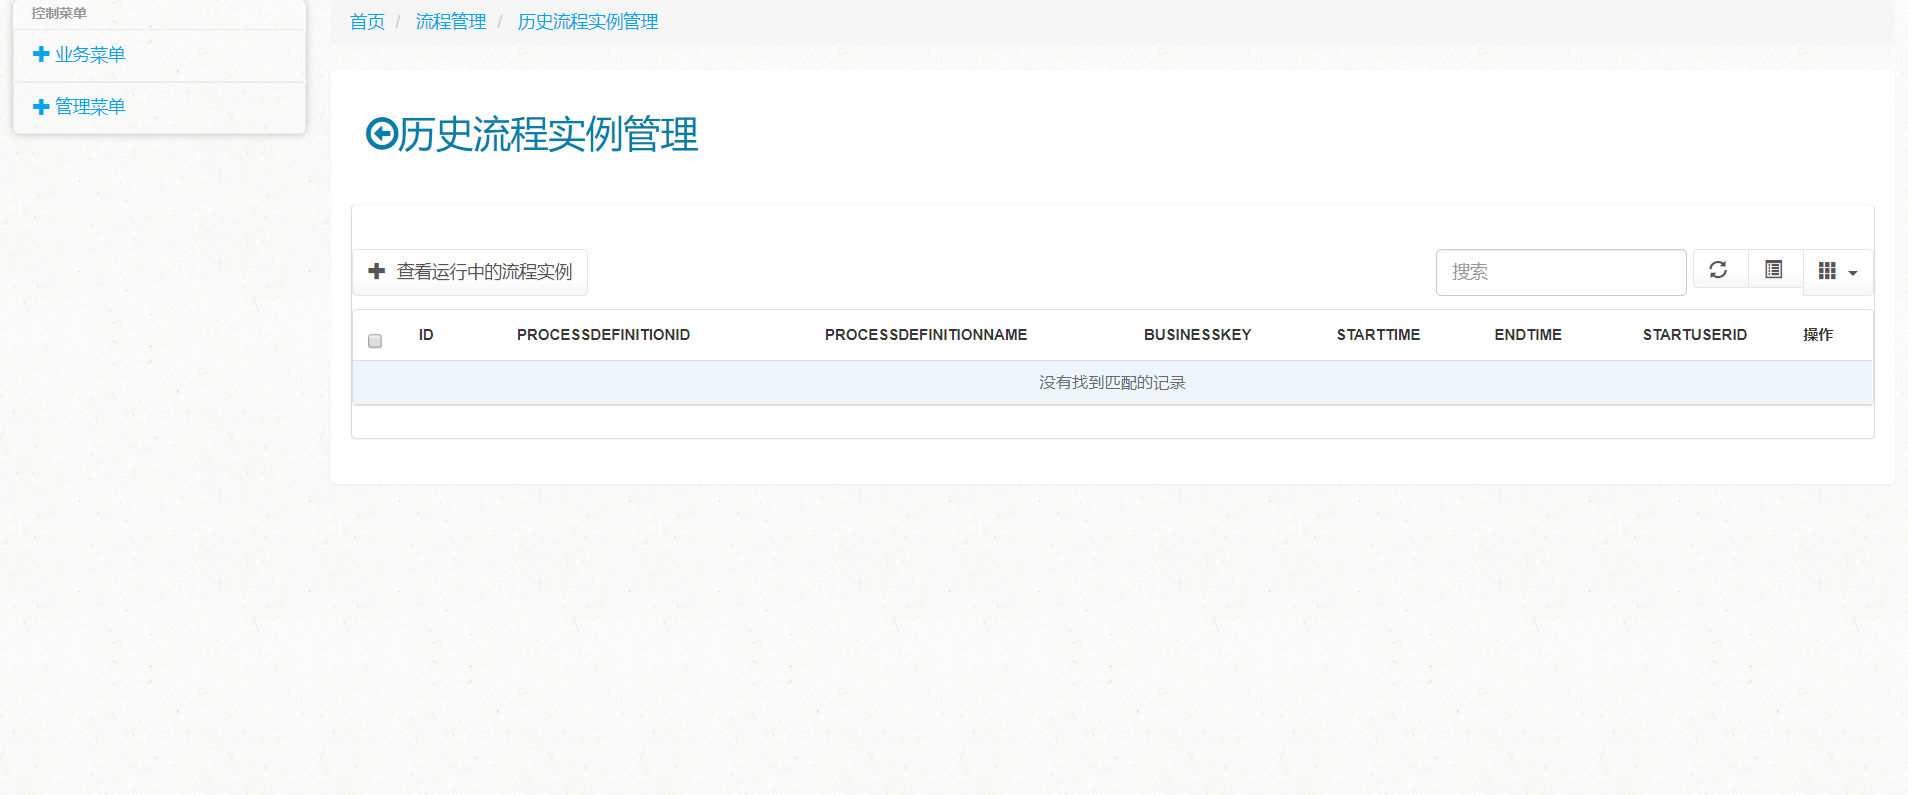 控制菜单
业务菜单
管理菜单
首页 / 流程管理 / 历史流程实例管理
历史流程实例管理
查看运行中的流程实例
搜索
ID PROCESSDEFINITIONID PROCESSDEFINITIONNAME BUSINESSKEY STARTTIME ENDTIME STARTUSERID 操作
没有找到匹配的记录